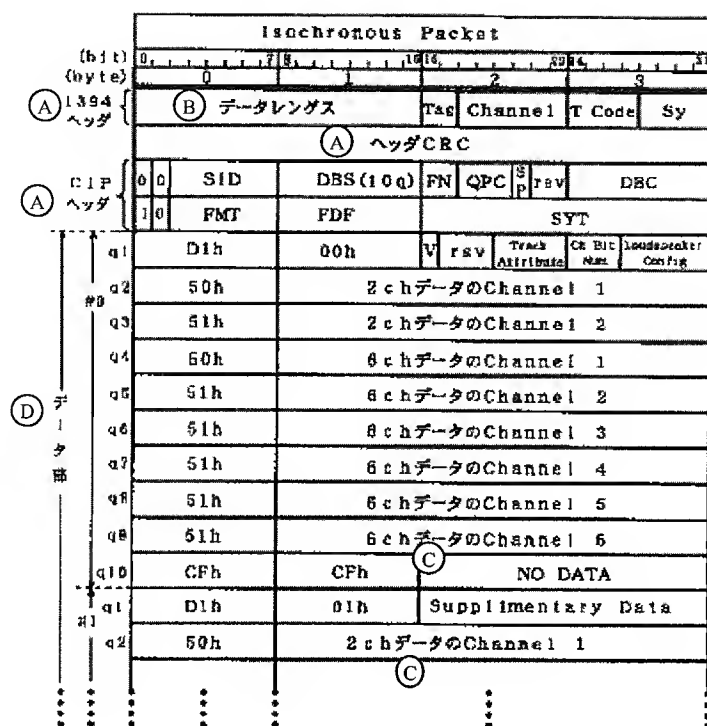 Isochronous Packet
(bit) 0 7 8 15 16 23 24 31
(byte) 0 1 2 3
Ⓐ 1394 ヘッダ Ⓑ データレングス Tag Channel T Code Sy
Ⓐ ヘッダCRC
Ⓐ CIP ヘッダ 0 0 SID DBS(10q) FN QPC SP rsv DBC
1 0 FMT FDF SYT
q1 D1h 00h V rsv Track Attribute Ch Bit Num. Loudspeaker Config
#0
q2 50h 2chデータのChannel 1
q3 51h 2chデータのChannel 2
q4 50h 6chデータのChannel 1
q5 51h 6chデータのChannel 2
Ⓓ データ部
q6 51h 6chデータのChannel 3
q7 51h 6chデータのChannel 4
q8 51h 6chデータのChannel 5
q9 51h 6chデータのChannel 6
q10 CFh CFh Ⓒ NO DATA
#1
q1 D1h 01h Supplimentary Data
q2 50h 2chデータのChannel 1
Ⓒ